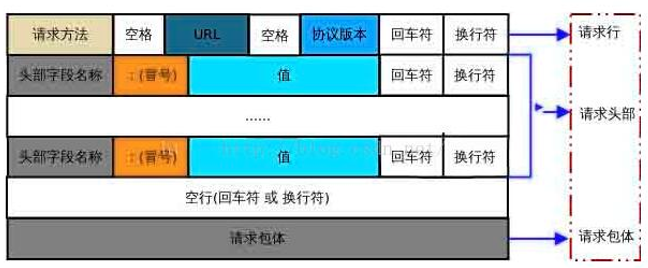 请求方法 空格 URL 空格 协议版本 回车符 换行符 请求行
头部字段名称 ：(冒号) 值 回车符 换行符
...... 请求头部
头部字段名称 ：(冒号) 值 回车符 换行符
空行(回车符 或 换行符)
请求包体 请求包体